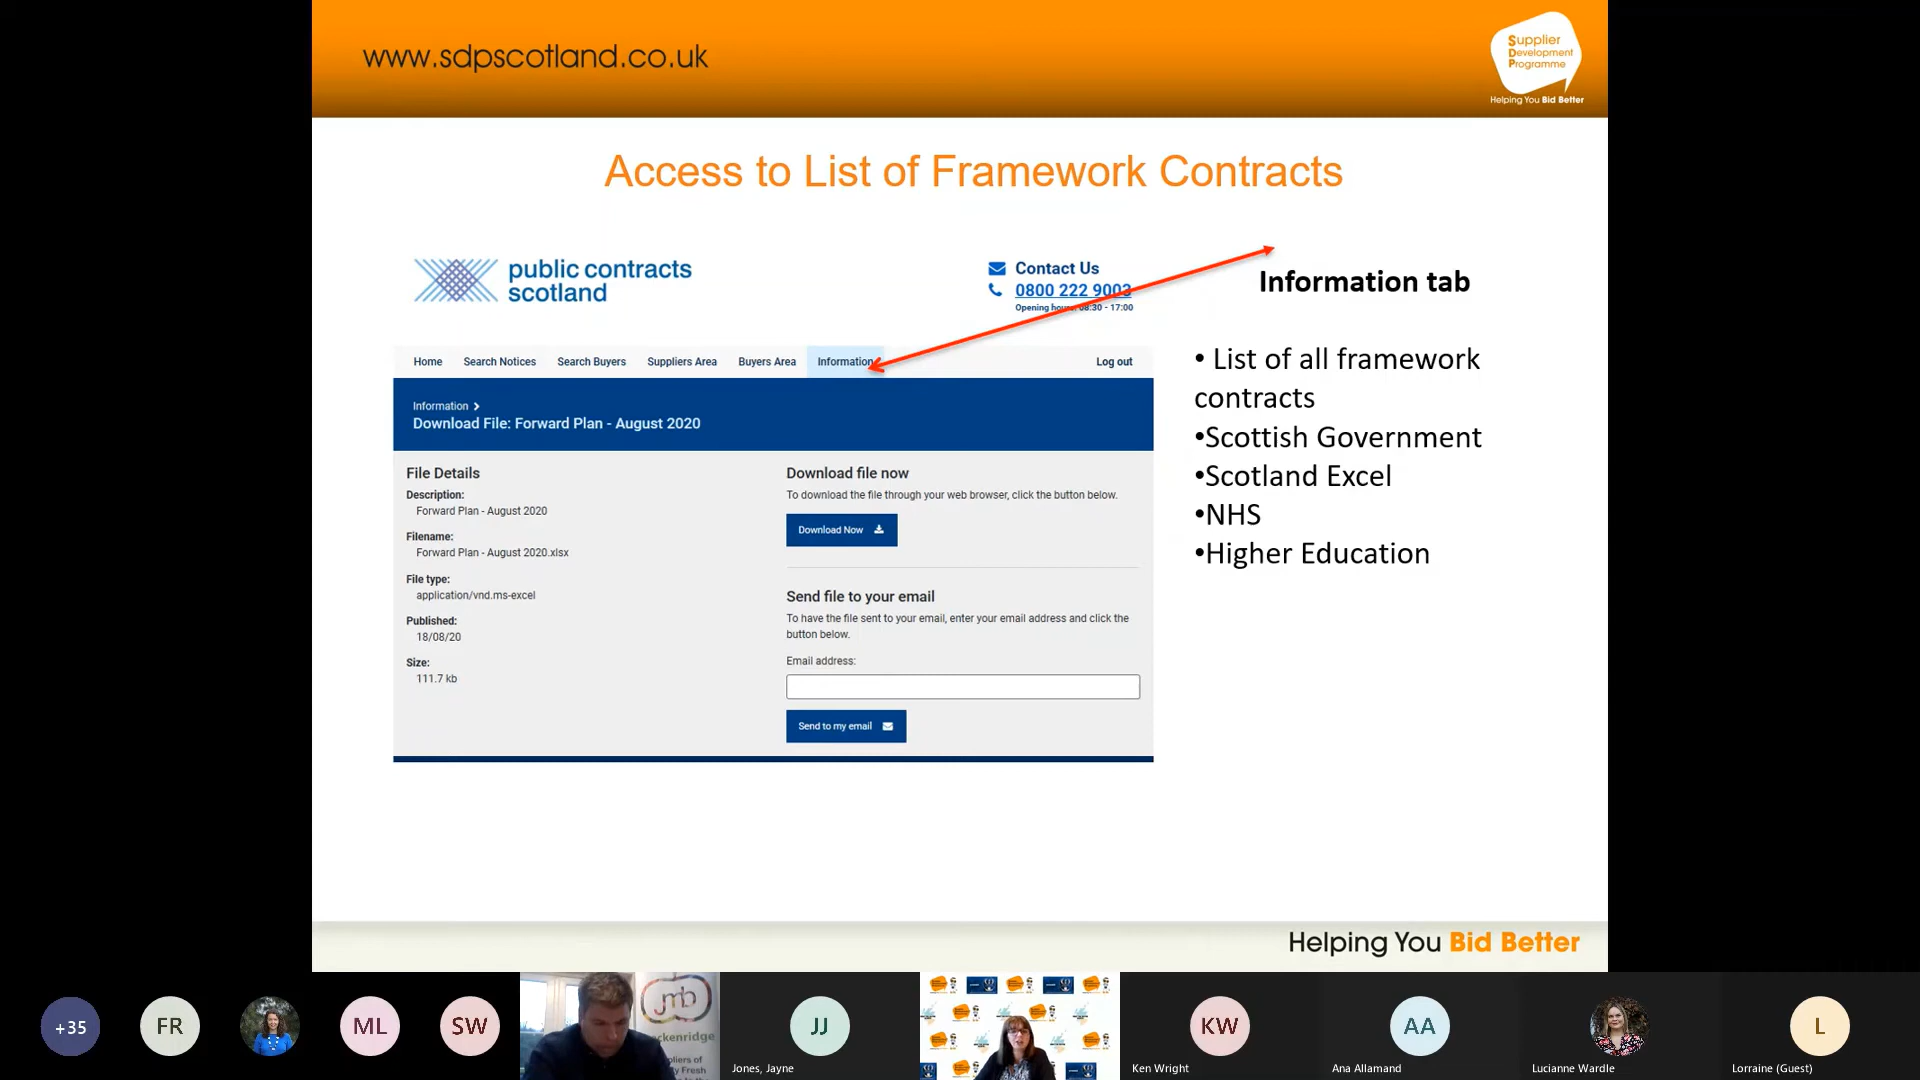 www.sdpscotland.co.uk
Supplier
Development
Programme
Helping You Bid Better
Access to List of Framework Contracts
public contracts
scotland
Contact Us
0800 222 9003
Opening hours: 08:30 - 17:00
Home
Search Notices
Search Buyers
Suppliers Area
Buyers Area
Information
Log out
Information
Download File: Forward Plan - August 2020
File Details
Description:
Forward Plan - August 2020
Filename:
Forward Plan - August 2020.xlsx
File type:
application/vnd.ms-excel
Published:
18/08/20
Size:
111.7 kb
Download file now
To download the file through your web browser, click the button below.
Download Now
Send file to your email
To have the file sent to your email, enter your email address and click the
button below.
Email address:
Send to my email
Information tab
• List of all framework
contracts
•Scottish Government
•Scotland Excel
•NHS
•Higher Education
Helping You Bid Better
+35
FR
ML
SW
jmb
JJ
Jones, Jayne
KW
Ken Wright
AA
Ana Allamand
Lucianne Wardle
L
Lorraine (Guest)